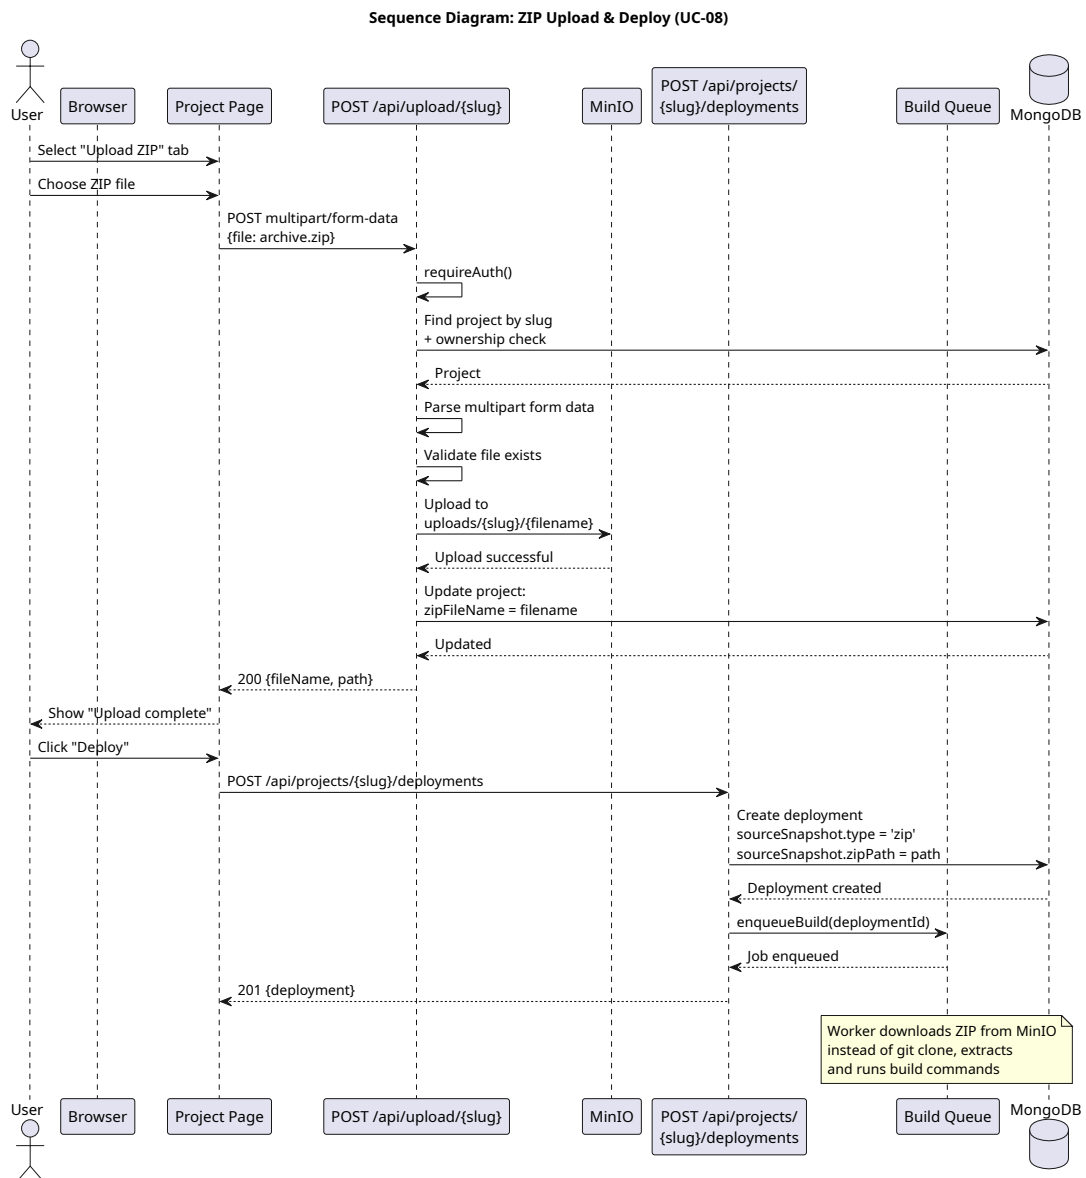 Sequence Diagram: ZIP Upload & Deploy (UC-08)
User
Browser
Project Page
POST /api/upload/{slug}
MinIO
POST /api/projects/
{slug}/deployments
Build Queue
MongoDB
Select "Upload ZIP" tab
Choose ZIP file
POST multipart/form-data
{file: archive.zip}
requireAuth()
Find project by slug
+ ownership check
Project
Parse multipart form data
Validate file exists
Upload to
uploads/{slug}/{filename}
Upload successful
Update project:
zipFileName = filename
Updated
200 {fileName, path}
Show "Upload complete"
Click "Deploy"
POST /api/projects/{slug}/deployments
Create deployment
sourceSnapshot.type = 'zip'
sourceSnapshot.zipPath = path
Deployment created
enqueueBuild(deploymentId)
Job enqueued
201 {deployment}
Worker downloads ZIP from MinIO
instead of git clone, extracts
and runs build commands
User
Browser
Project Page
POST /api/upload/{slug}
MinIO
POST /api/projects/
{slug}/deployments
Build Queue
MongoDB